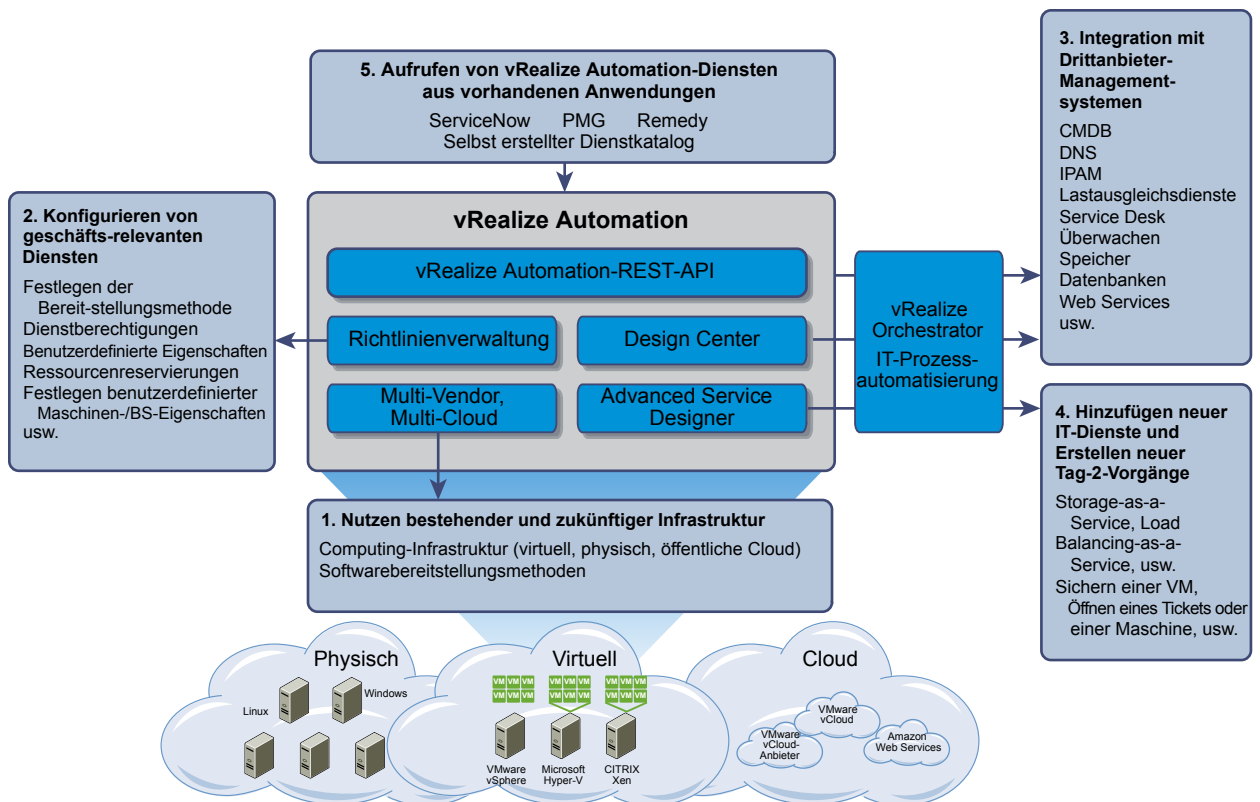 5. Aufrufen von vRealize Automation-Diensten
aus vorhandenen Anwendungen
ServiceNow PMG Remedy
Selbst erstellter Dienstkatalog
3. Integration mit
Drittanbieter-
Management-
systemen
CMDB
DNS
IPAM
Lastausgleichsdienste
Service Desk
Überwachen
Speicher
Datenbanken
Web Services
usw.
2. Konfigurieren von
geschäfts-relevanten
Diensten
Festlegen der
Bereit-stellungsmethode
Dienstberechtigungen
Benutzerdefinierte Eigenschaften
Ressourcenreservierungen
Festlegen benutzerdefinierter
Maschinen-/BS-Eigenschaften
usw.
vRealize Automation
vRealize Automation-REST-API
Richtlinienverwaltung
Design Center
Multi-Vendor,
Multi-Cloud
Advanced Service
Designer
vRealize
Orchestrator
IT-Prozess-
automatisierung
4. Hinzufügen neuer
IT-Dienste und
Erstellen neuer
Tag-2-Vorgänge
Storage-as-a-
Service, Load
Balancing-as-a-
Service, usw.
Sichern einer VM,
Öffnen eines Tickets oder
einer Maschine, usw.
1. Nutzen bestehender und zukünftiger Infrastruktur
Computing-Infrastruktur (virtuell, physisch, öffentliche Cloud)
Softwarebereitstellungsmethoden
Physisch
Linux
Windows
Virtuell
VM VM VM
VM VM VM
VM VM VM
VM VM VM
VM VM VM
VM VM VM
VMware
vSphere
Microsoft
Hyper-V
CITRIX
Xen
Cloud
VMware
vCloud
VMware
vCloud-
Anbieter
Amazon
Web Services